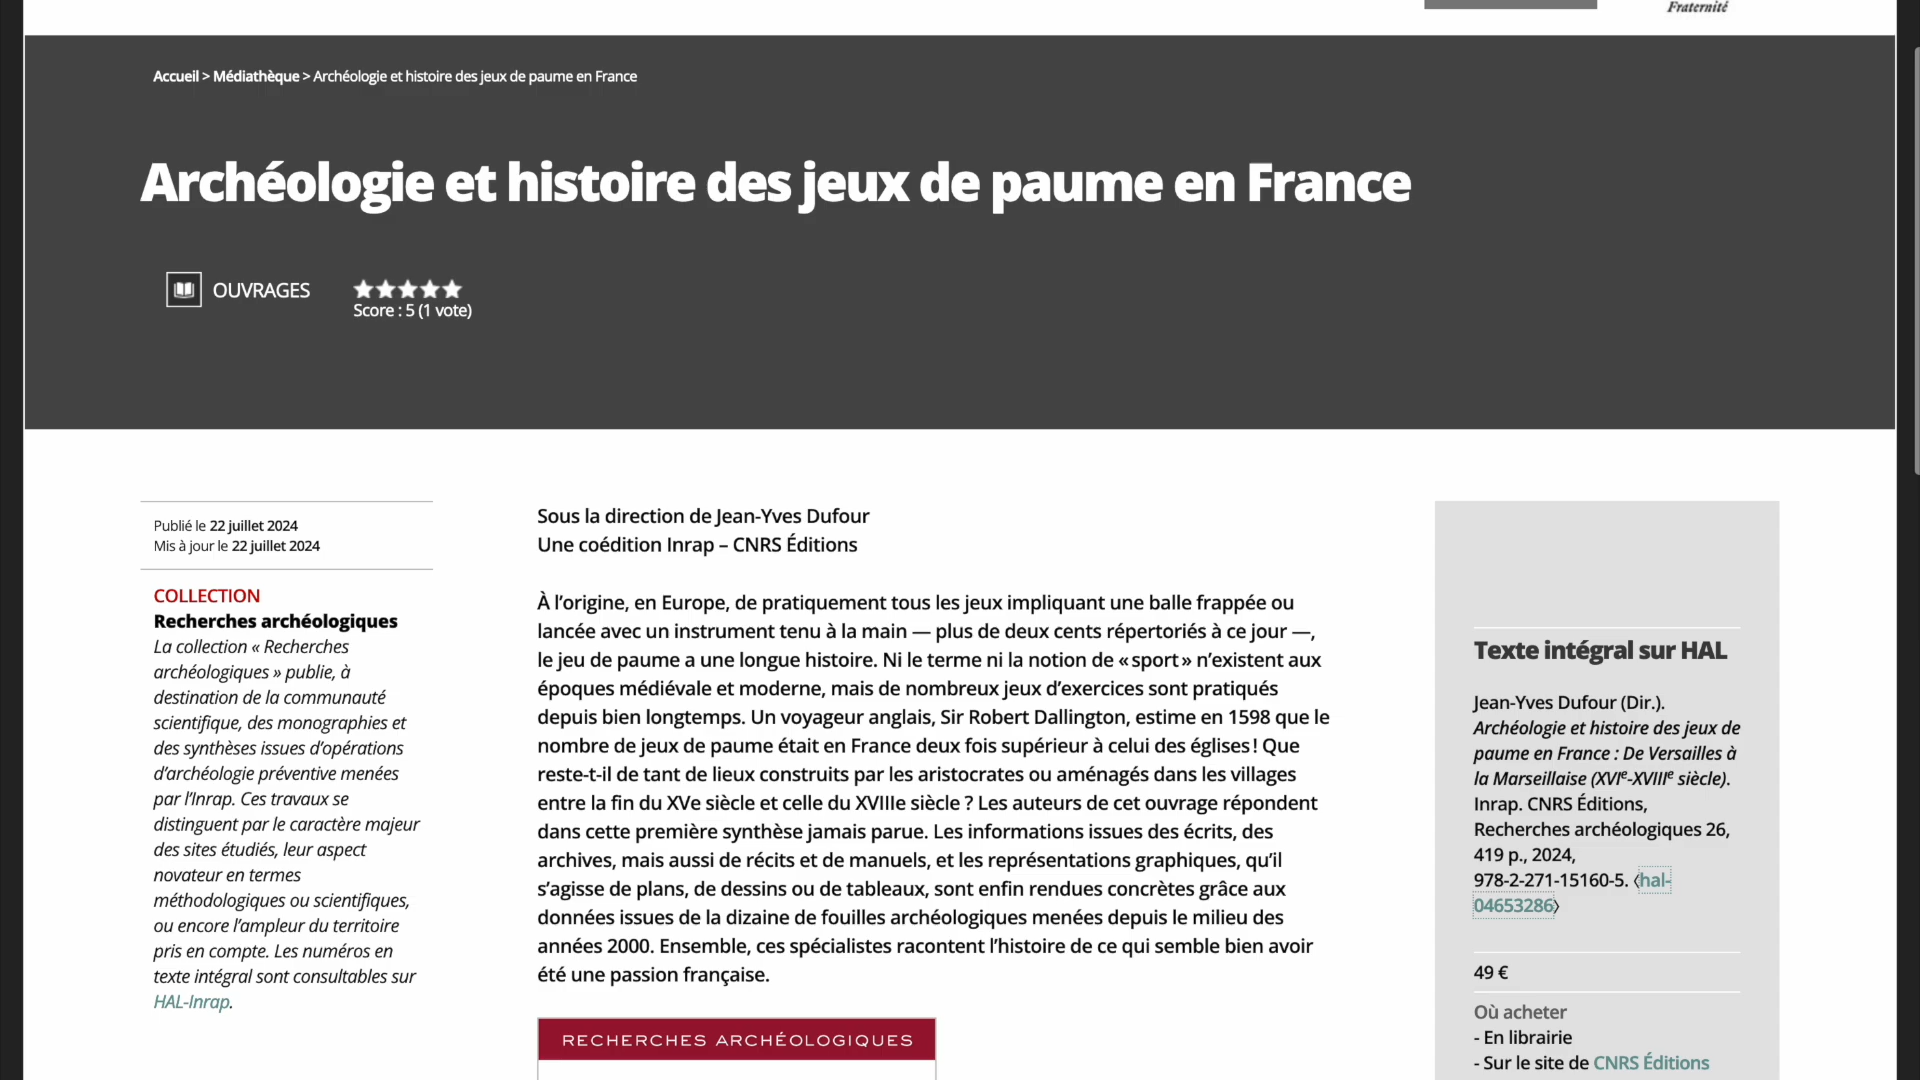 Fraternité
Accueil > Médiathèque > Archéologie et histoire des jeux de paume en France
Archéologie et histoire des jeux de paume en France
OUVRAGES
Score : 5 (1 vote)
Publié le 22 juillet 2024
Mis à jour le 22 juillet 2024
COLLECTION
Recherches archéologiques
La collection « Recherches
archéologiques » publie, à
destination de la communauté
scientifique, des monographies et
des synthèses issues d’opérations
d’archéologie préventive menées
par l’Inrap. Ces travaux se
distinguent par le caractère majeur
des sites étudiés, leur aspect
novateur en termes
méthodologiques ou scientifiques,
ou encore l’ampleur du territoire
pris en compte. Les numéros en
texte intégral sont consultables sur
HAL-Inrap.
Sous la direction de Jean-Yves Dufour
Une coédition Inrap – CNRS Éditions
À l’origine, en Europe, de pratiquement tous les jeux impliquant une balle frappée ou
lancée avec un instrument tenu à la main — plus de deux cents répertoriés à ce jour —,
le jeu de paume a une longue histoire. Ni le terme ni la notion de « sport » n’existent aux
époques médiévale et moderne, mais de nombreux jeux d’exercices sont pratiqués
depuis bien longtemps. Un voyageur anglais, Sir Robert Dallington, estime en 1598 que le
nombre de jeux de paume était en France deux fois supérieur à celui des églises ! Que
reste-t-il de tant de lieux construits par les aristocrates ou aménagés dans les villages
entre la fin du XVe siècle et celle du XVIIIe siècle ? Les auteurs de cet ouvrage répondent
dans cette première synthèse jamais parue. Les informations issues des écrits, des
archives, mais aussi de récits et de manuels, et les représentations graphiques, qu’il
s’agisse de plans, de dessins ou de tableaux, sont enfin rendues concrètes grâce aux
données issues de la dizaine de fouilles archéologiques menées depuis le milieu des
années 2000. Ensemble, ces spécialistes racontent l’histoire de ce qui semble bien avoir
été une passion française.
RECHERCHES ARCHÉOLOGIQUES
Texte intégral sur HAL
Jean-Yves Dufour (Dir.).
Archéologie et histoire des jeux de
paume en France : De Versailles à
la Marseillaise (XVIe-XVIIIe siècle).
Inrap. CNRS Éditions,
Recherches archéologiques 26,
419 p., 2024,
978-2-271-15160-5. ⟨hal-
04653286⟩
49 €
Où acheter
- En librairie
- Sur le site de CNRS Éditions